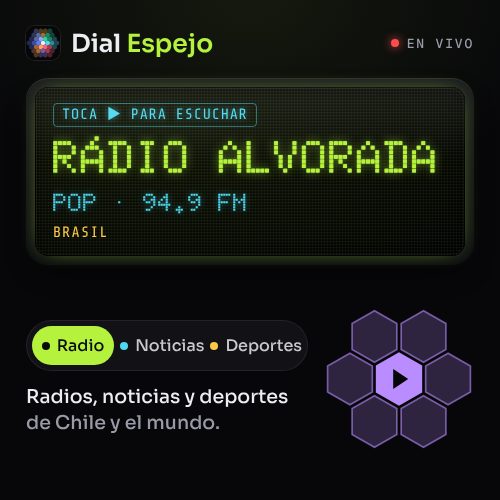 Dial Espejo
EN VIVO
TOCA ▶ PARA ESCUCHAR
RÁDIO ALVORADA
POP · 94.9 FM
BRASIL
Radio
Noticias
Deportes
Radios, noticias y deportes
de Chile y el mundo.